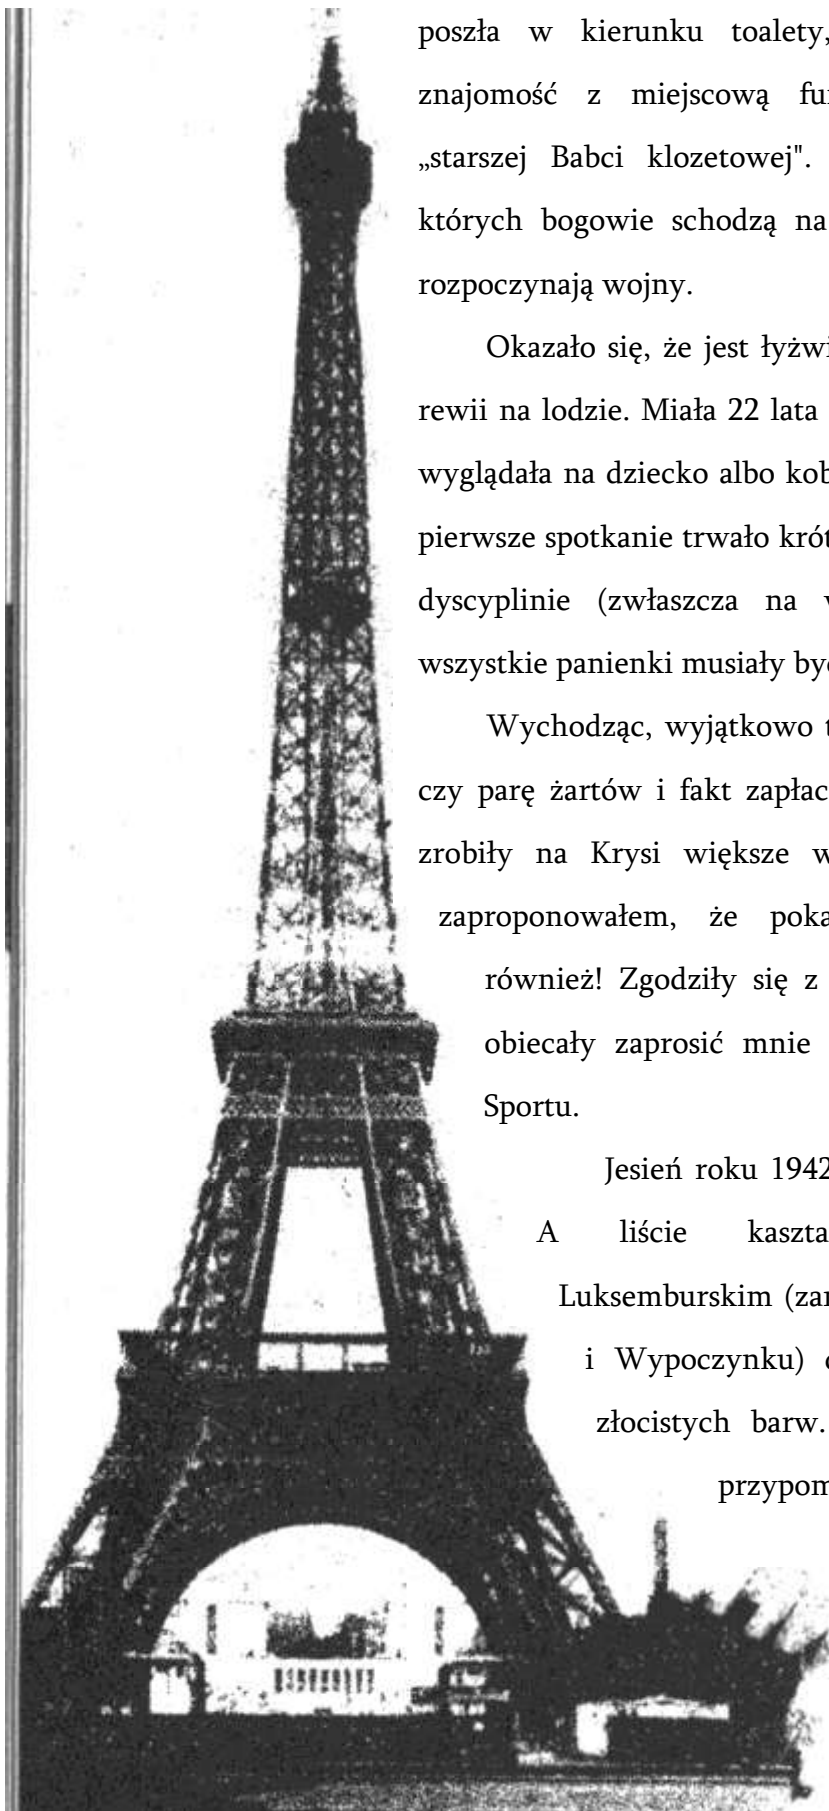 poszła w kierunku toalety,
znajomość z miejscową fu
„starszej Babci klozetowej".
których bogowie schodzą na
rozpoczynają wojny.
Okazało się, że jest łyżwi
rewii na lodzie. Miała 22 lata
wyglądała na dziecko albo kob
pierwsze spotkanie trwało krót
dyscyplinie (zwłaszcza na w
wszystkie panienki musiały być
Wychodząc, wyjątkowo t
czy parę żartów i fakt zapłac
zrobiły na Krysi większe w
zaproponowałem, że poka
również! Zgodziły się z
obiecały zaprosić mnie
Sportu.
Jesień roku 1942
A liście kaszta
Luksemburskim (za
i Wypoczynku)
złocistych barw.
przypom